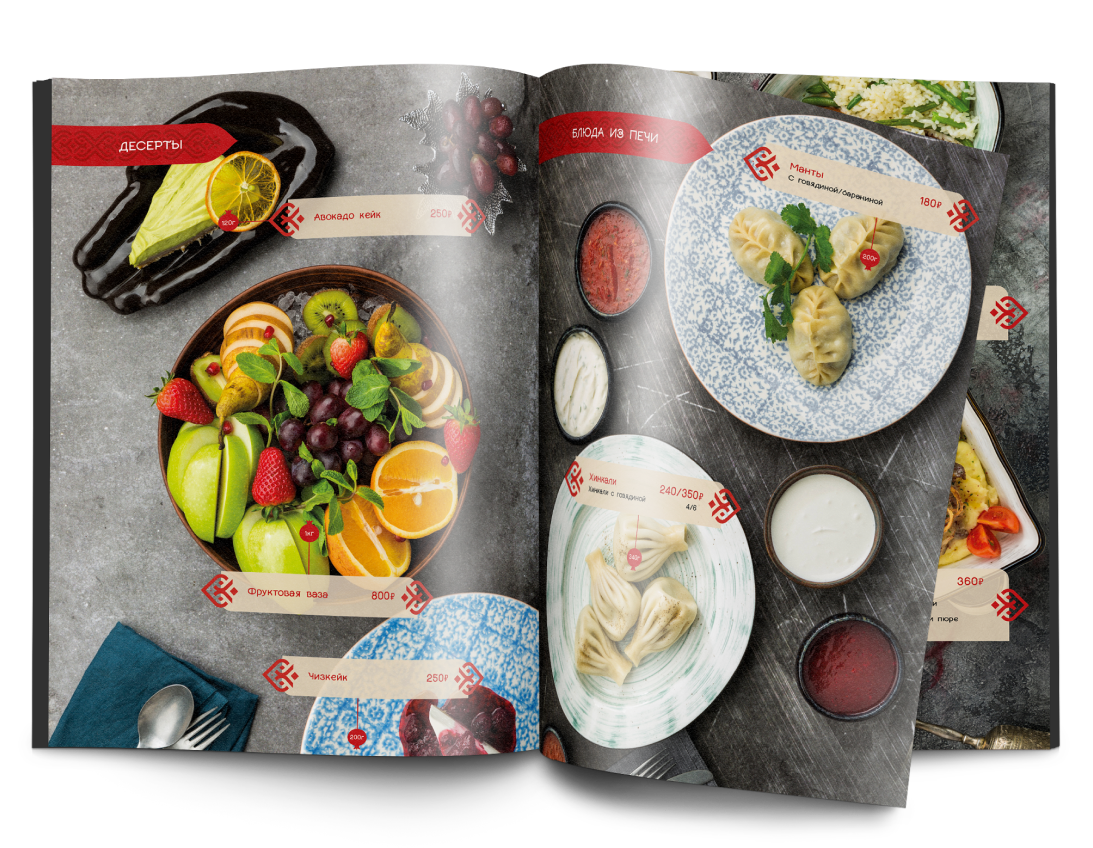 ДЕСЕРТЫ
120г
Авокадо кейк 250₽
1кг
Фруктовая ваза 800₽
Чизкейк 250₽
200г
БЛЮДА ИЗ ПЕЧИ
Манты 180₽
С говядиной/бараниной
200г
Хинкали 240/350₽
Хинкали с говядиной 4/6
240г
360₽
и пюре